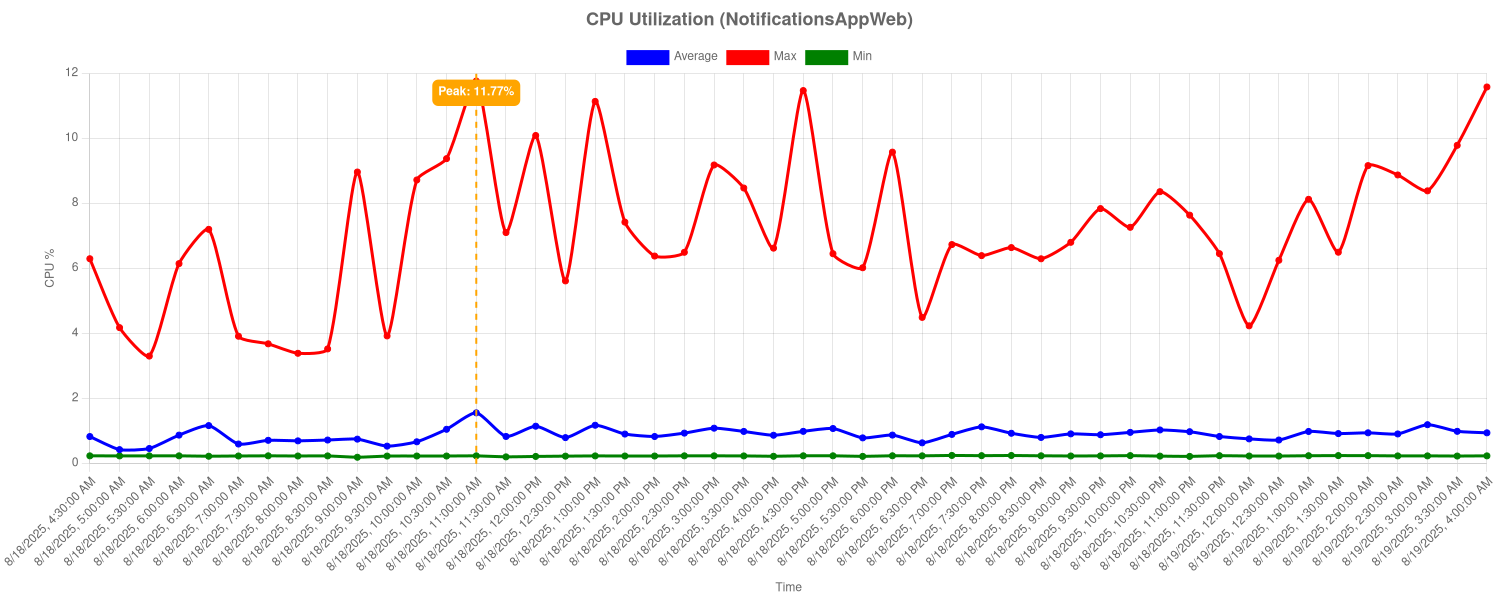 CPU Utilization (NotificationsAppWeb)
Average Max Min
12
Peak: 11.77%
10
8
6
4
2
0
CPU %
8/18/2025, 4:30:00 AM
8/18/2025, 5:00:00 AM
8/18/2025, 5:30:00 AM
8/18/2025, 6:00:00 AM
8/18/2025, 6:30:00 AM
8/18/2025, 7:00:00 AM
8/18/2025, 7:30:00 AM
8/18/2025, 8:00:00 AM
8/18/2025, 8:30:00 AM
8/18/2025, 9:00:00 AM
8/18/2025, 9:30:00 AM
8/18/2025, 10:00:00 AM
8/18/2025, 10:30:00 AM
8/18/2025, 11:00:00 AM
8/18/2025, 11:30:00 AM
8/18/2025, 12:00:00 PM
8/18/2025, 12:30:00 PM
8/18/2025, 1:00:00 PM
8/18/2025, 1:30:00 PM
8/18/2025, 2:00:00 PM
8/18/2025, 2:30:00 PM
8/18/2025, 3:00:00 PM
8/18/2025, 3:30:00 PM
8/18/2025, 4:00:00 PM
8/18/2025, 4:30:00 PM
8/18/2025, 5:00:00 PM
8/18/2025, 5:30:00 PM
8/18/2025, 6:00:00 PM
8/18/2025, 6:30:00 PM
8/18/2025, 7:00:00 PM
8/18/2025, 7:30:00 PM
8/18/2025, 8:00:00 PM
8/18/2025, 8:30:00 PM
8/18/2025, 9:00:00 PM
8/18/2025, 9:30:00 PM
8/18/2025, 10:00:00 PM
8/18/2025, 10:30:00 PM
8/18/2025, 11:00:00 PM
8/18/2025, 11:30:00 PM
8/19/2025, 12:00:00 AM
8/19/2025, 12:30:00 AM
8/19/2025, 1:00:00 AM
8/19/2025, 1:30:00 AM
8/19/2025, 2:00:00 AM
8/19/2025, 2:30:00 AM
8/19/2025, 3:00:00 AM
8/19/2025, 3:30:00 AM
8/19/2025, 4:00:00 AM
Time